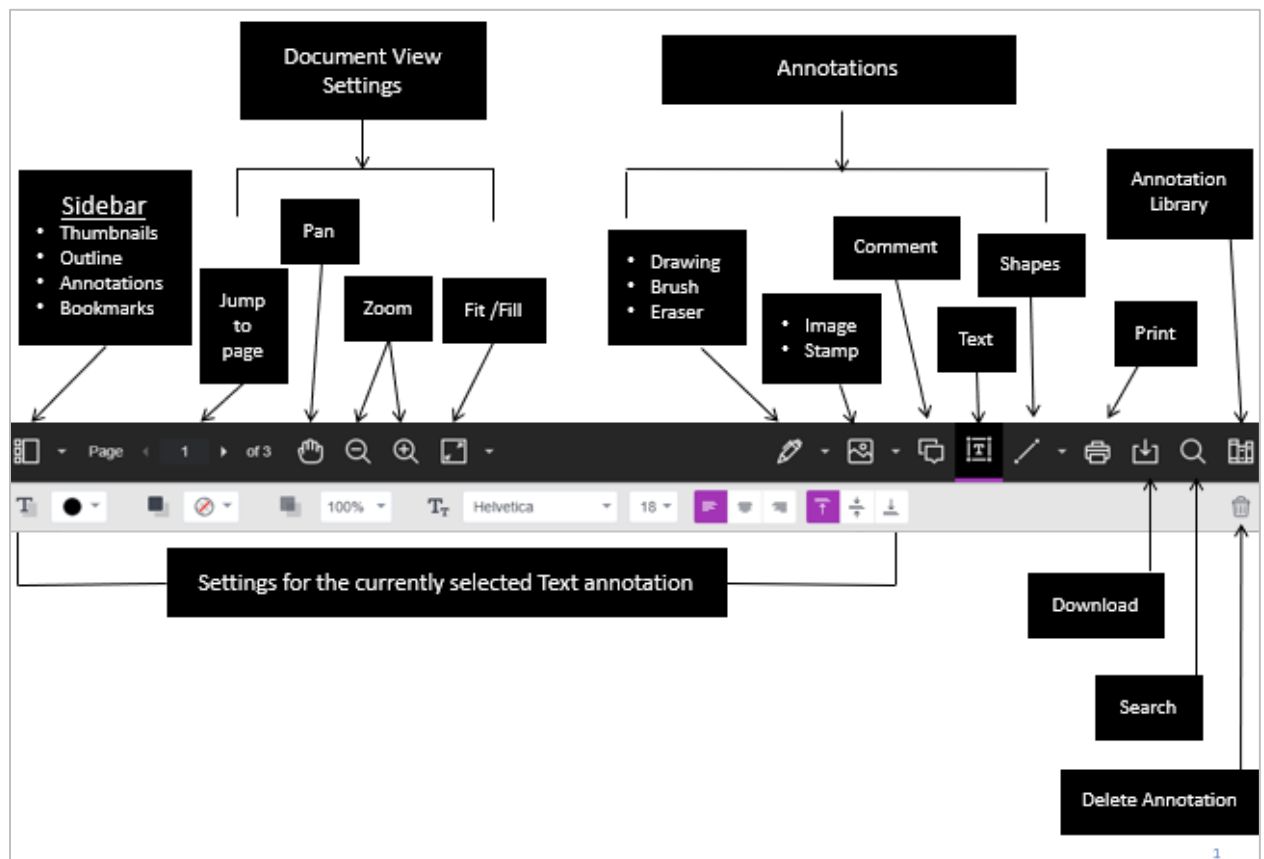 Document View
Settings
Annotations
Sidebar
• Thumbnails
• Outline
• Annotations
• Bookmarks
Jump
to
page
Pan
Zoom
Fit /Fill
• Drawing
• Brush
• Eraser
• Image
• Stamp
Comment
Text
Shapes
Print
Annotation
Library
Page 1 of 3
T
T
100%
TT
Helvetica
18
Settings for the currently selected Text annotation
Download
Search
Delete Annotation
1